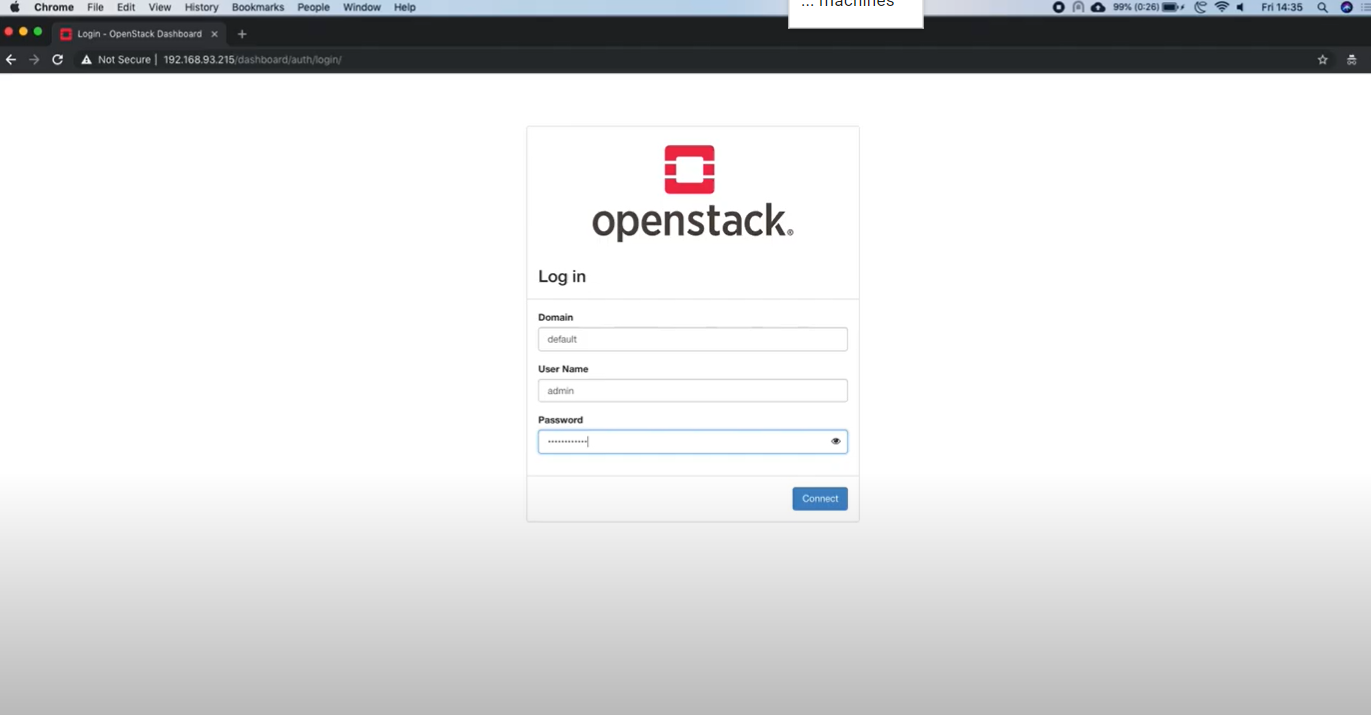 Chrome File Edit View History Bookmarks People Window Help
... machines
99% (0:26) Fri 14:35
Login - OpenStack Dashboard
Not Secure | 192.168.93.215/dashboard/auth/login/
openstack®
Log in
Domain
default
User Name
admin
Password
Connect